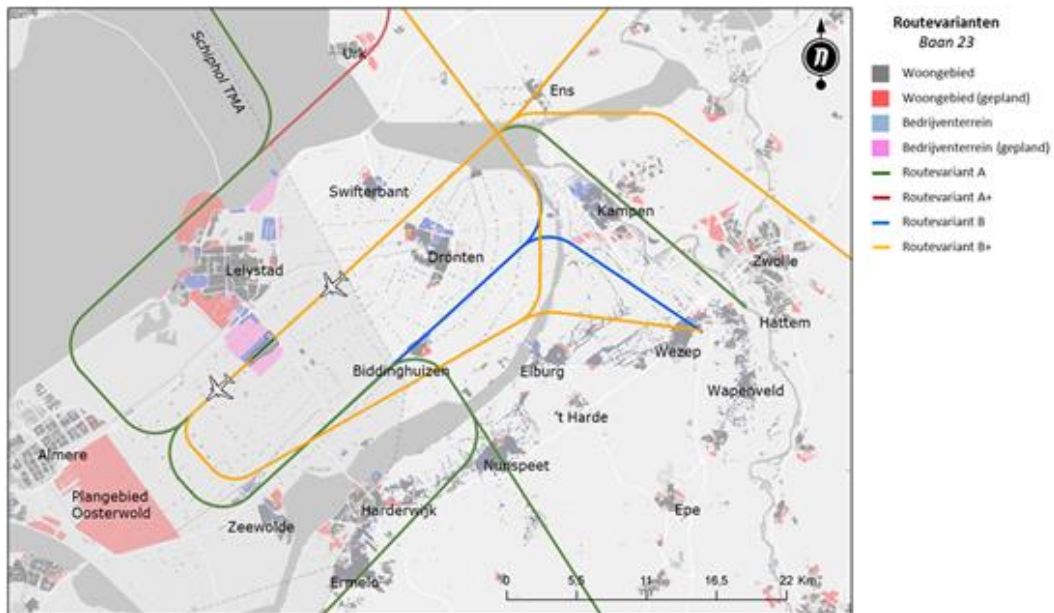 Routevarianten
Baan 23
Woongebied
Woongebied (gepland)
Bedrijventerrein
Bedrijventerrein (gepland)
Routevariant A
Routevariant A+
Routevariant B
Routevariant B+
Schiphol TMA
Urk
Ens
Swifterbant
Kampen
Dronten
Lelystad
Zwolle
Hattem
Biddinghuizen
Elburg
Wezep
Wapenveld
't Harde
Almere
Nunspeet
Plangebied
Oosterwold
Harderwijk
Epe
Zeewolde
Ermelo
0 5,5 11 16,5 22 Km